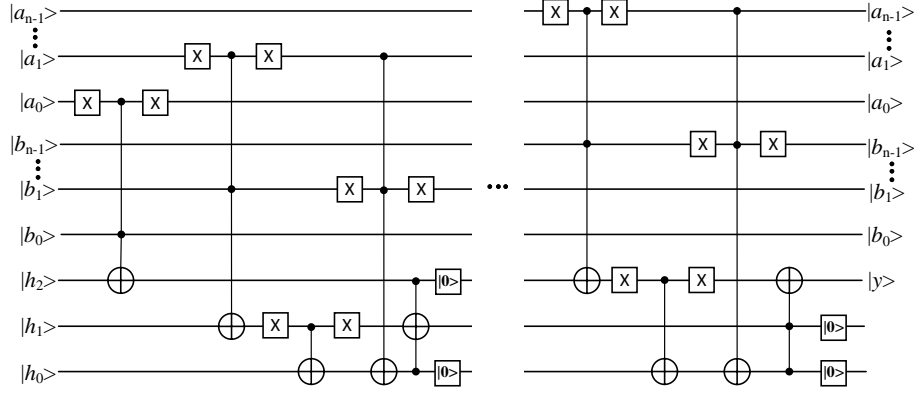 |a_{n-1}> X X |a_{n-1}>
|a_1> X X |a_1>
|a_0> X X |a_0>
|b_{n-1}> X X |b_{n-1}>
|b_1> X X ... |b_1>
|b_0> |b_0>
|h_2> |0> X X |y>
|h_1> X X |0>
|h_0> |0> |0>